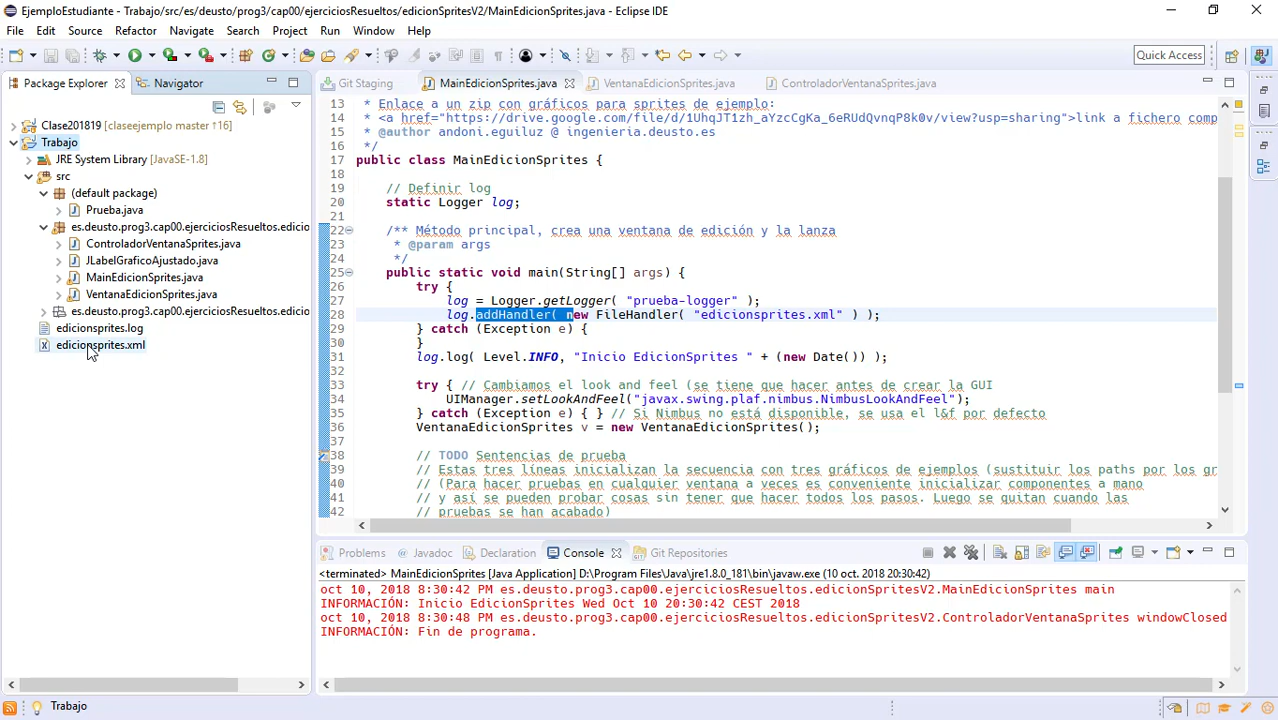 EjemploEstudiante - Trabajo/src/es/deusto/prog3/cap00/ejerciciosResueltos/edicionSpritesV2/MainEdicionSprites.java - Eclipse IDE
File Edit Source Refactor Navigate Search Project Run Window Help
Quick Access
Package Explorer Navigator
Clase201819 [claseejemplo master ↑16]
Trabajo
JRE System Library [JavaSE-1.8]
src
(default package)
Prueba.java
es.deusto.prog3.cap00.ejerciciosResueltos.edicio
ControladorVentanaSprites.java
JLabelGraficoAjustado.java
MainEdicionSprites.java
VentanaEdicionSprites.java
es.deusto.prog3.cap00.ejerciciosResueltos.edicio
edicionsprites.log
edicionsprites.xml
Git Staging MainEdicionSprites.java VentanaEdicionSprites.java ControladorVentanaSprites.java
13 * Enlace a un zip con gráficos para sprites de ejemplo:
14 * <a href="https://drive.google.com/file/d/1UhqJT1zh_aYzcCgKa_6eRUdQvnqP8k0v/view?usp=sharing">link a fichero comp
15 * @author andoni.eguiluz @ ingenieria.deusto.es
16 */
17 public class MainEdicionSprites {
18
19 // Definir log
20 static Logger log;
21
22 /** Método principal, crea una ventana de edición y la lanza
23 * @param args
24 */
25 public static void main(String[] args) {
26 try {
27 log = Logger.getLogger( "prueba-logger" );
28 log.addHandler( new FileHandler( "edicionsprites.xml" ) );
29 } catch (Exception e) {
30 }
31 log.log( Level.INFO, "Inicio EdicionSprites " + (new Date()) );
32
33 try { // Cambiamos el look and feel (se tiene que hacer antes de crear la GUI
34 UIManager.setLookAndFeel("javax.swing.plaf.nimbus.NimbusLookAndFeel");
35 } catch (Exception e) { } // Si Nimbus no está disponible, se usa el l&f por defecto
36 VentanaEdicionSprites v = new VentanaEdicionSprites();
37
38 // TODO Sentencias de prueba
39 // Estas tres líneas inicializan la secuencia con tres gráficos de ejemplos (sustituir los paths por los gr
40 // (Para hacer pruebas en cualquier ventana a veces es conveniente inicializar componentes a mano
41 // y así se pueden probar cosas sin tener que hacer todos los pasos. Luego se quitan cuando las
42 // pruebas se han acabado)
Problems Javadoc Declaration Console Git Repositories
<terminated> MainEdicionSprites [Java Application] D:\Program Files\Java\jre1.8.0_181\bin\javaw.exe (10 oct. 2018 20:30:42)
oct 10, 2018 8:30:42 PM es.deusto.prog3.cap00.ejerciciosResueltos.edicionSpritesV2.MainEdicionSprites main
INFORMACIÓN: Inicio EdicionSprites Wed Oct 10 20:30:42 CEST 2018
oct 10, 2018 8:30:48 PM es.deusto.prog3.cap00.ejerciciosResueltos.edicionSpritesV2.ControladorVentanaSprites windowClosed
INFORMACIÓN: Fin de programa.
Trabajo